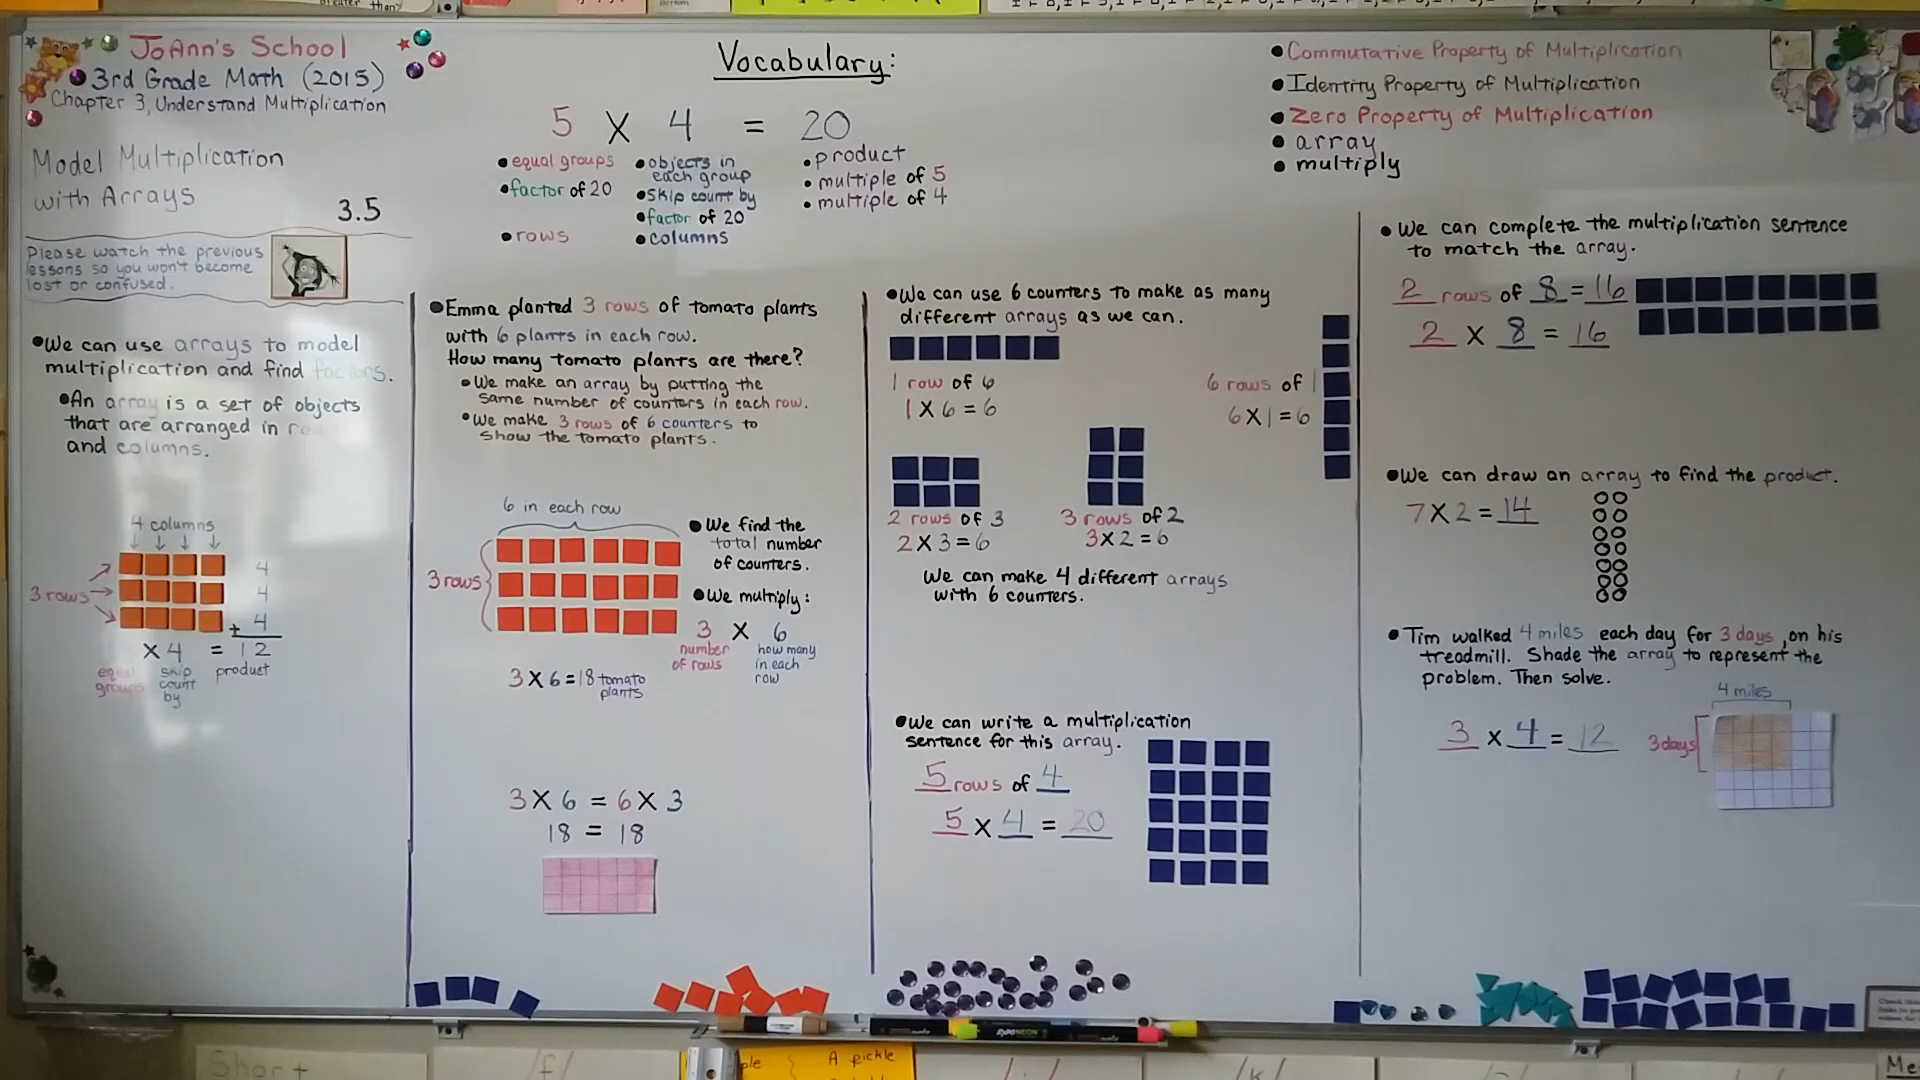 JoAnn's School
3rd Grade Math (2015)
Chapter 3, Understand Multiplication
Model Multiplication
with Arrays
3.5
Please watch the previous
lessons so you won't become
lost or confused.
We can use arrays to model
multiplication and find factors.
An array is a set of objects
that are arranged in
and columns.
4 columns
3 rows
4
4
+ 4
X 4 = 12
equal groups
skip count by
product
Vocabulary:
5 X 4 = 20
equal groups
factor of 20
rows
objects in
each group
skip count by
factor of 20
columns
product
multiple of 5
multiple of 4
Commutative Property of Multiplication
Identity Property of Multiplication
Zero Property of Multiplication
array
multiply
Emma planted 3 rows of tomato plants
with 6 plants in each row.
How many tomato plants are there?
We make an array by putting the
same number of counters in each row.
We make 3 rows of 6 counters to
show the tomato plants.
6 in each row
3 rows
We find the
total number
of counters.
We multiply:
3 X 6
number
of rows
how many
in each
row
3 X 6 = 18 tomato
plants
3 X 6 = 6 X 3
18 = 18
We can use 6 counters to make as many
different arrays as we can.
1 row of 6
1 X 6 = 6
6 rows of 1
6 X 1 = 6
2 rows of 3
2 X 3 = 6
3 rows of 2
3 X 2 = 6
We can make 4 different arrays
with 6 counters.
We can write a multiplication
sentence for this array.
5 rows of 4
5 X 4 = 20
We can complete the multiplication sentence
to match the array.
2 rows of 8 = 16
2 X 8 = 16
We can draw an array to find the product.
7 X 2 = 14
Tim walked 4 miles each day for 3 days, on his
treadmill. Shade the array to represent the
problem. Then solve.
4 miles
3 X 4 = 12
3 days
EXPO NEON
Short
/f/
ple
A pickle
/k/
Me